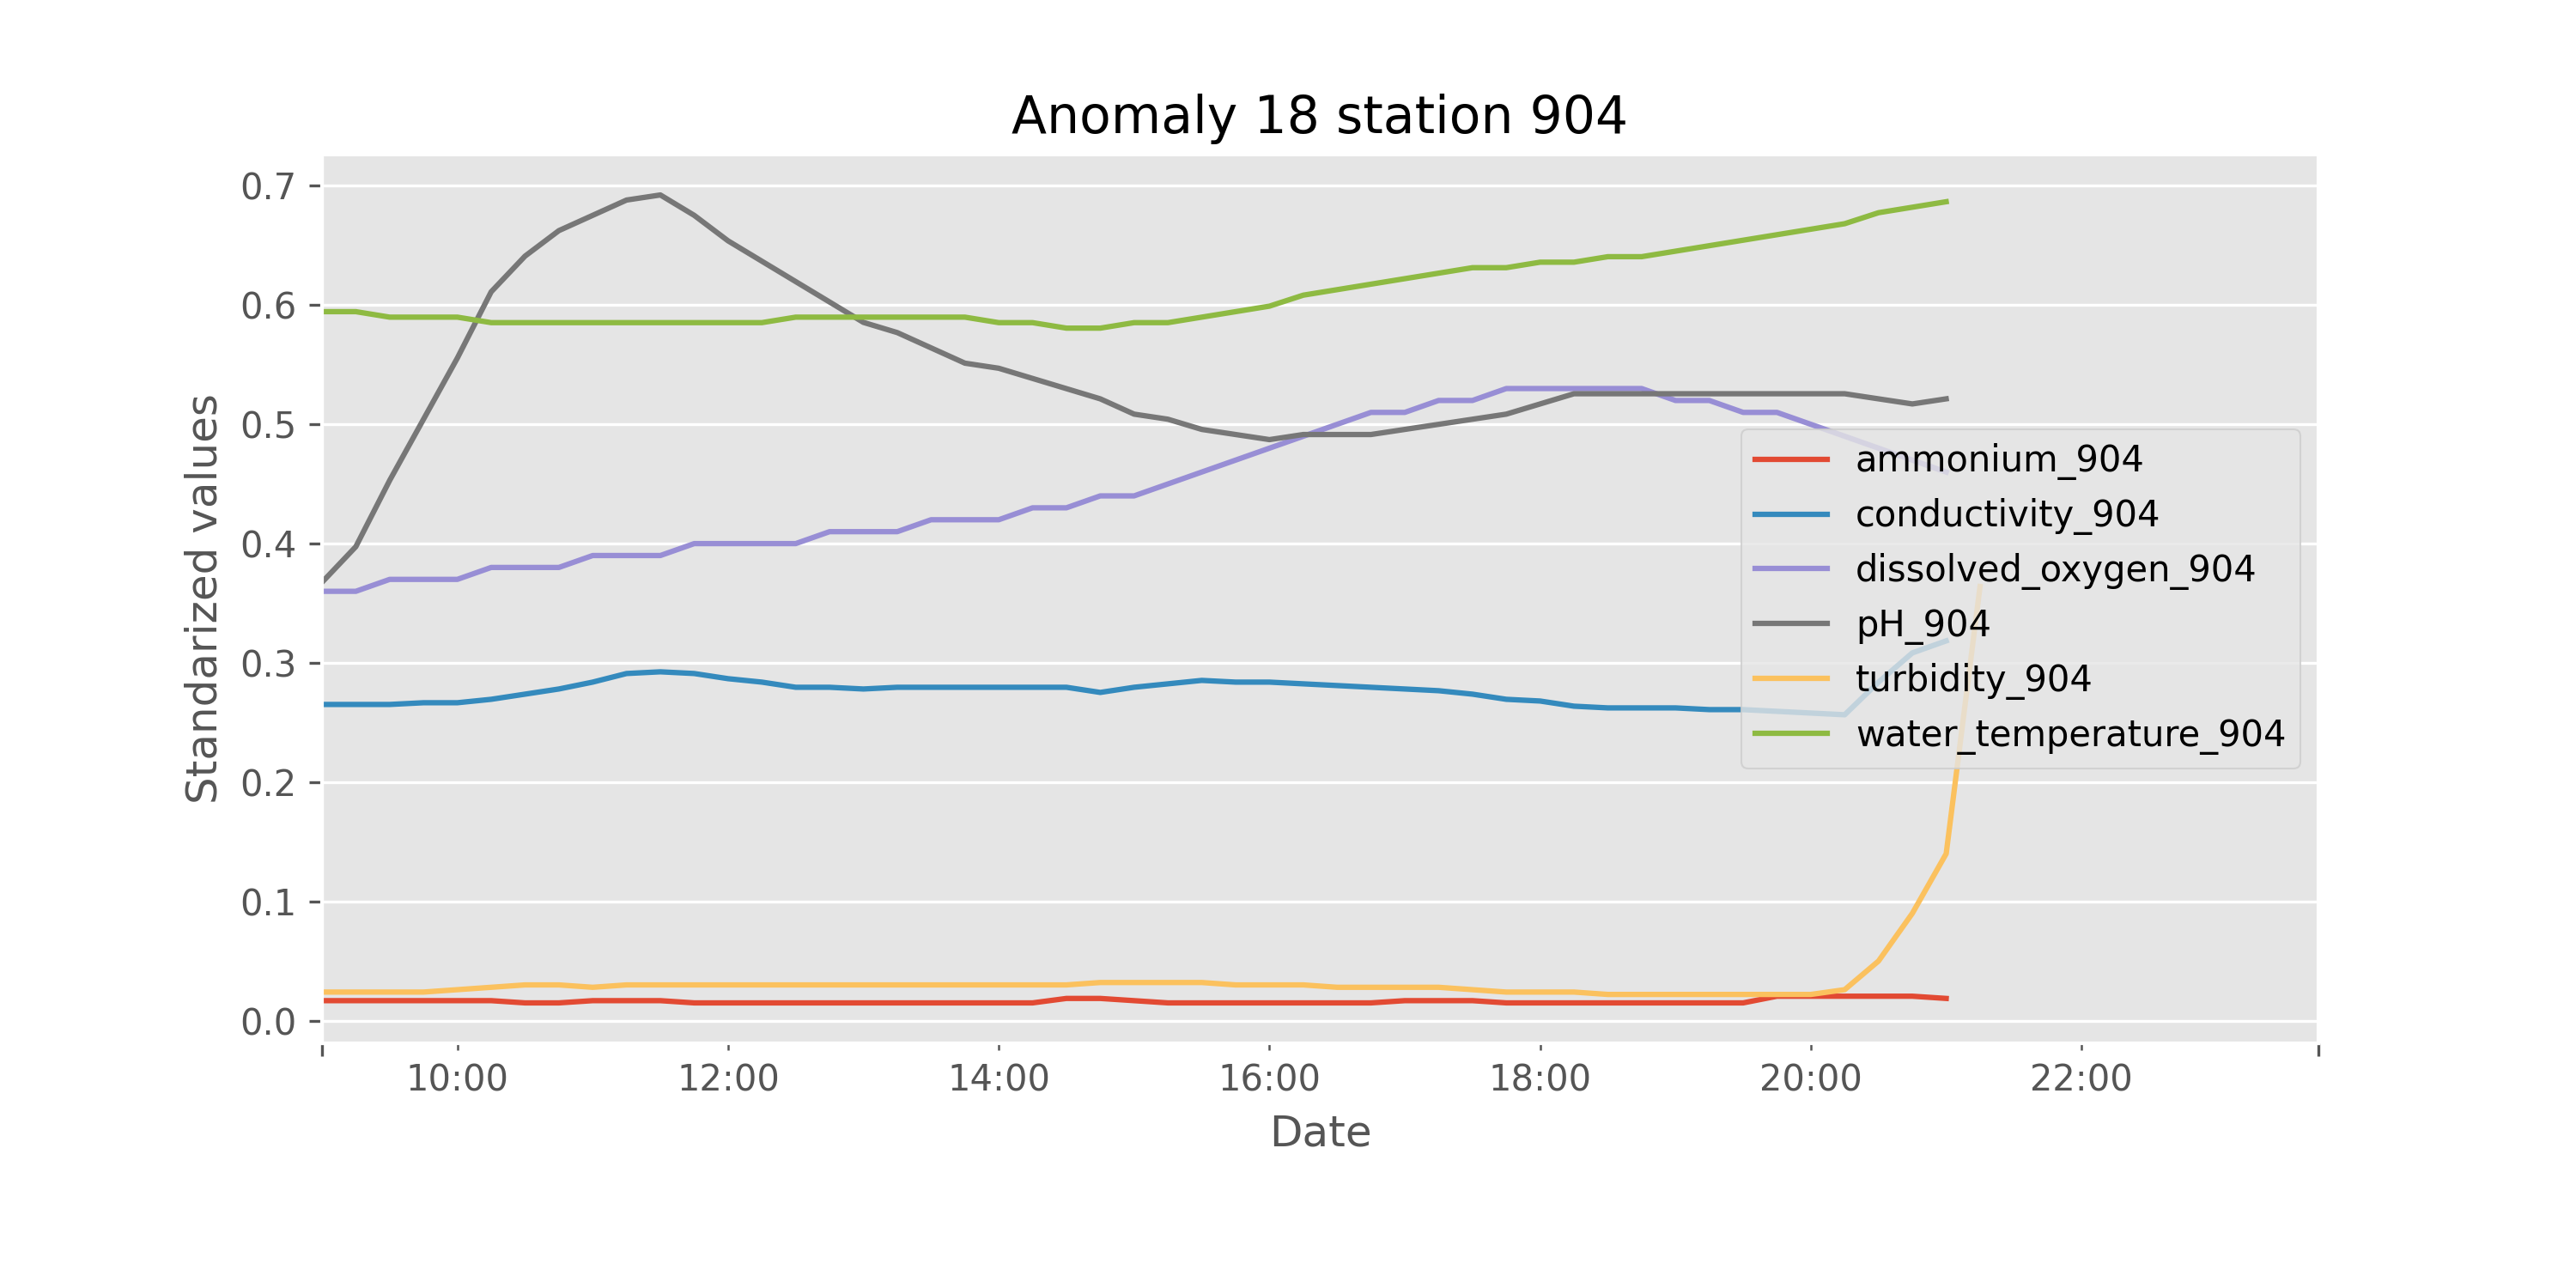 Anomaly 18 station 904
Standarized values
0.7
0.6
0.5
0.4
0.3
0.2
0.1
0.0
ammonium_904
conductivity_904
dissolved_oxygen_904
pH_904
turbidity_904
water_temperature_904
10:00 12:00 14:00 16:00 18:00 20:00 22:00
Date